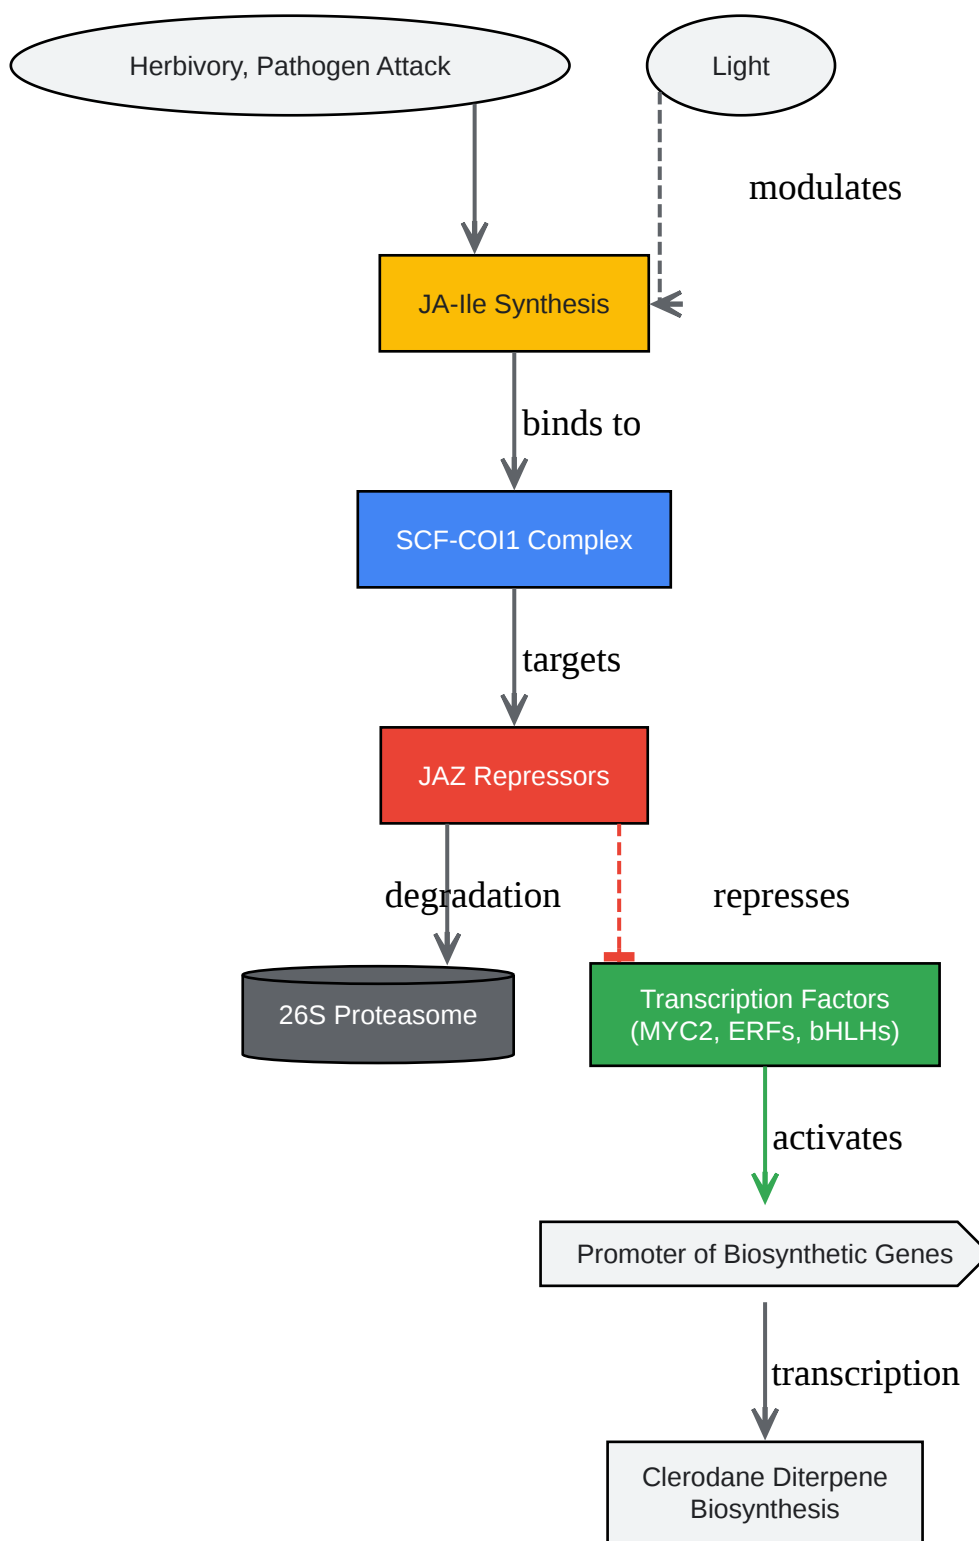 Herbivory, Pathogen Attack
Light
modulates
JA-Ile Synthesis
binds to
SCF-COI1 Complex
targets
JAZ Repressors
degradation
represses
26S Proteasome
Transcription Factors
(MYC2, ERFs, bHLHs)
activates
Promoter of Biosynthetic Genes
transcription
Clerodane Diterpene
Biosynthesis